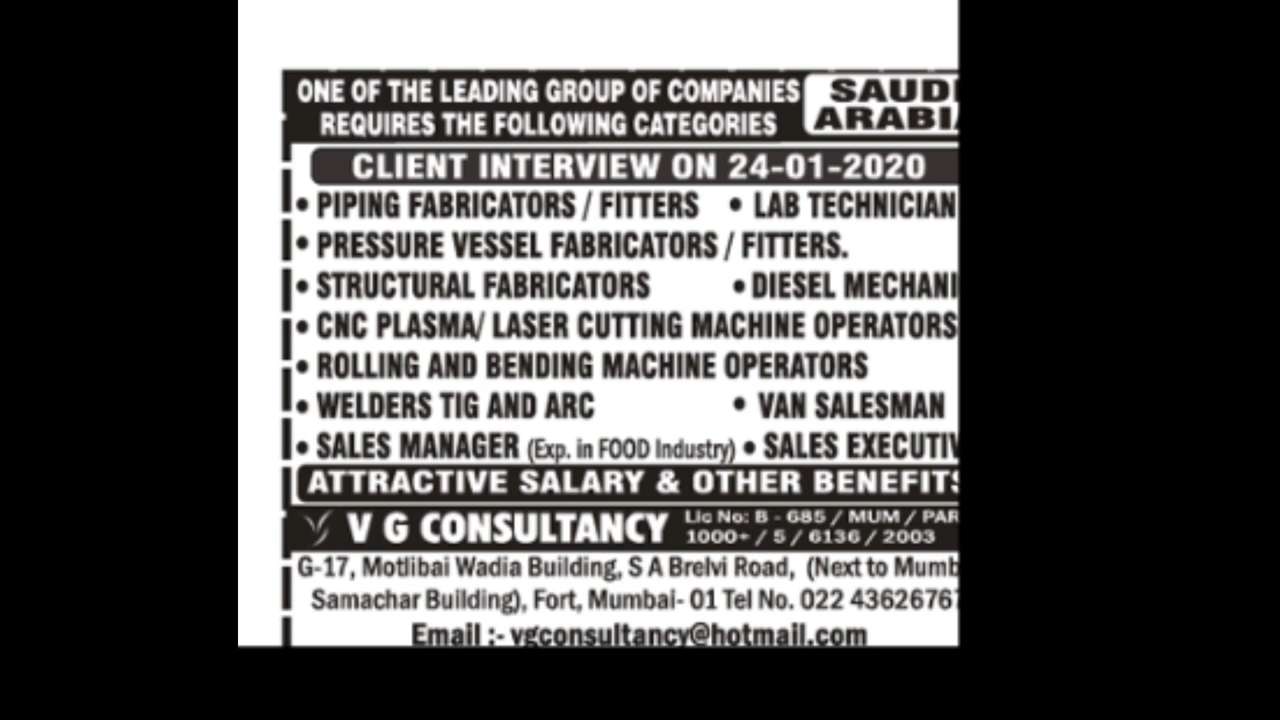 ONE OF THE LEADING GROUP OF COMPANIES
REQUIRES THE FOLLOWING CATEGORIES
SAUDI
ARABI
CLIENT INTERVIEW ON 24-01-2020
• PIPING FABRICATORS / FITTERS • LAB TECHNICIAN
• PRESSURE VESSEL FABRICATORS / FITTERS.
• STRUCTURAL FABRICATORS • DIESEL MECHANI
• CNC PLASMA/ LASER CUTTING MACHINE OPERATORS
• ROLLING AND BENDING MACHINE OPERATORS
• WELDERS TIG AND ARC • VAN SALESMAN
• SALES MANAGER (Exp. in FOOD Industry) • SALES EXECUTIV
ATTRACTIVE SALARY & OTHER BENEFITS
V G CONSULTANCY
Lic No: B - 685 / MUM / PAR
1000+ / 5 / 6136 / 2003
G-17, Motlibai Wadia Building, S A Brelvi Road, (Next to Mumb
Samachar Building), Fort, Mumbai- 01 Tel No. 022 43626767
Email :- vgconsultancy@hotmail.com